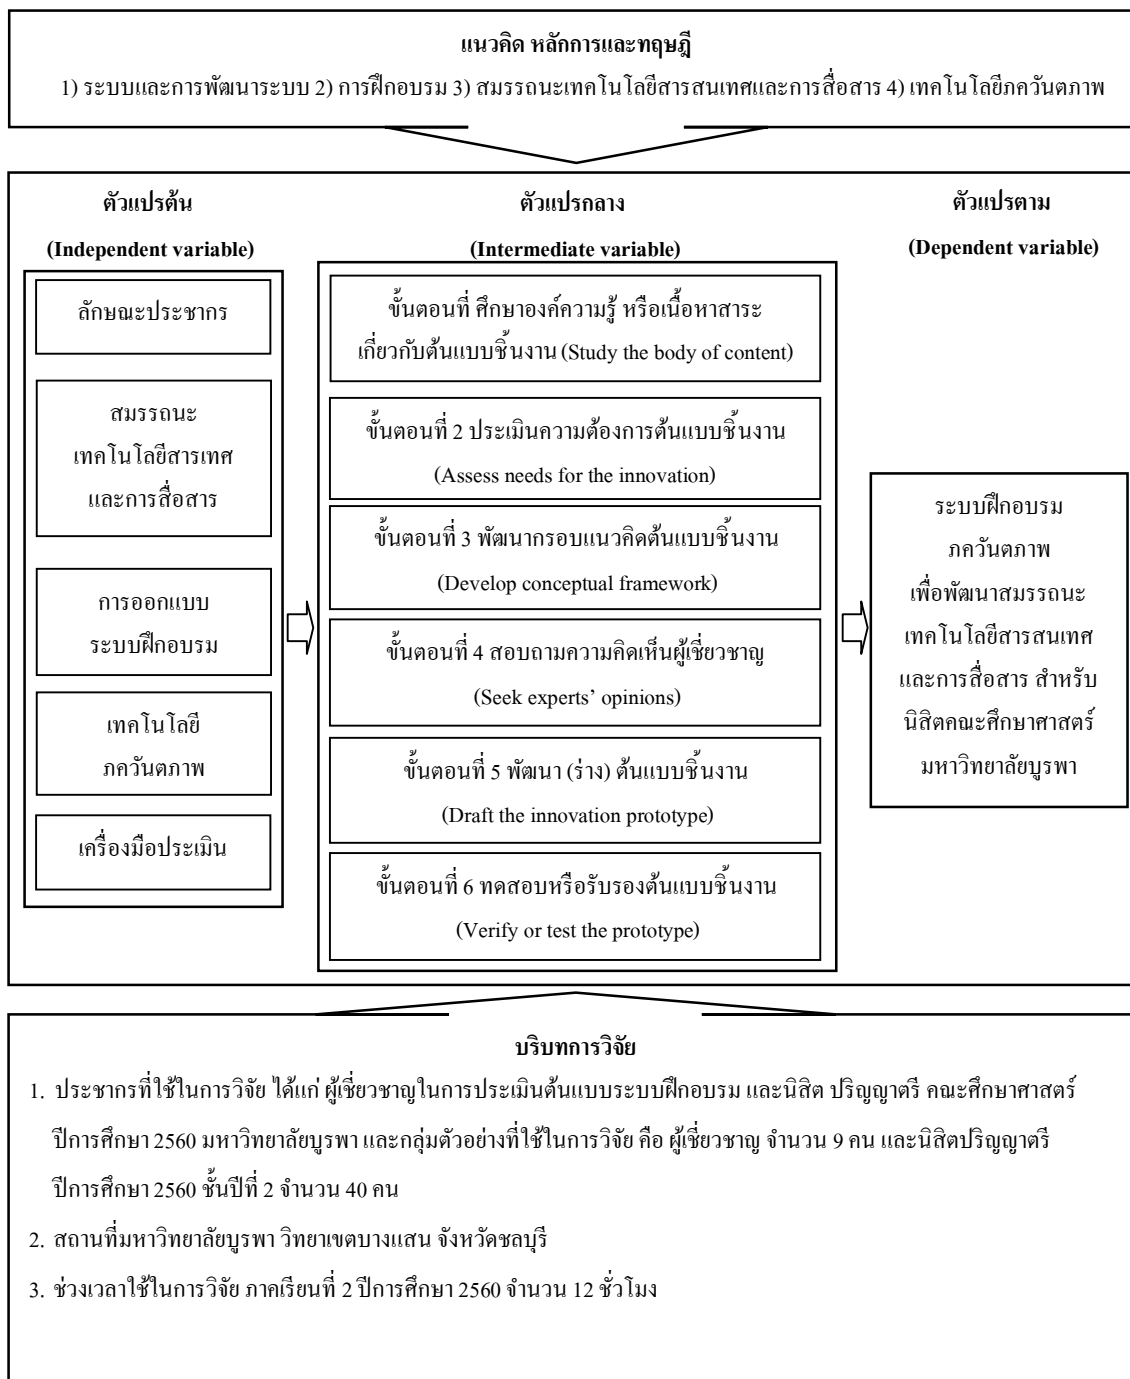 แนวคิด หลักการและทฤษฎี
1) ระบบและการพัฒนาระบบ 2) การฝึกอบรม 3) สมรรถนะเทคโนโลยีสารสนเทศและการสื่อสาร 4) เทคโนโลยีภควันตภาพ
ตัวแปรต้น
(Independent variable)
ลักษณะประชากร
สมรรถนะ
เทคโนโลยีสารเทศ
และการสื่อสาร
การออกแบบ
ระบบฝึกอบรม
เทคโนโลยี
ภควันตภาพ
เครื่องมือประเมิน
ตัวแปรกลาง
(Intermediate variable)
ขั้นตอนที่ ศึกษาองค์ความรู้ หรือเนื้อหาสาระ
เกี่ยวกับต้นแบบชิ้นงาน (Study the body of content)
ขั้นตอนที่ 2 ประเมินความต้องการต้นแบบชิ้นงาน
(Assess needs for the innovation)
ขั้นตอนที่ 3 พัฒนากรอบแนวคิดต้นแบบชิ้นงาน
(Develop conceptual framework)
ขั้นตอนที่ 4 สอบถามความคิดเห็นผู้เชี่ยวชาญ
(Seek experts’ opinions)
ขั้นตอนที่ 5 พัฒนา (ร่าง) ต้นแบบชิ้นงาน
(Draft the innovation prototype)
ขั้นตอนที่ 6 ทดสอบหรือรับรองต้นแบบชิ้นงาน
(Verify or test the prototype)
ตัวแปรตาม
(Dependent variable)
ระบบฝึกอบรม
ภควันตภาพ
เพื่อพัฒนาสมรรถนะ
เทคโนโลยีสารสนเทศ
และการสื่อสาร สำหรับ
นิสิตคณะศึกษาศาสตร์
มหาวิทยาลัยบูรพา
บริบทการวิจัย
1. ประชากรที่ใช้ในการวิจัย ได้แก่ ผู้เชี่ยวชาญในการประเมินต้นแบบระบบฝึกอบรม และนิสิต ปริญญาตรี คณะศึกษาศาสตร์
ปีการศึกษา 2560 มหาวิทยาลัยบูรพา และกลุ่มตัวอย่างที่ใช้ในการวิจัย คือ ผู้เชี่ยวชาญ จำนวน 9 คน และนิสิตปริญญาตรี
ปีการศึกษา 2560 ชั้นปีที่ 2 จำนวน 40 คน
2. สถานที่มหาวิทยาลัยบูรพา วิทยาเขตบางแสน จังหวัดชลบุรี
3. ช่วงเวลาใช้ในการวิจัย ภาคเรียนที่ 2 ปีการศึกษา 2560 จำนวน 12 ชั่วโมง